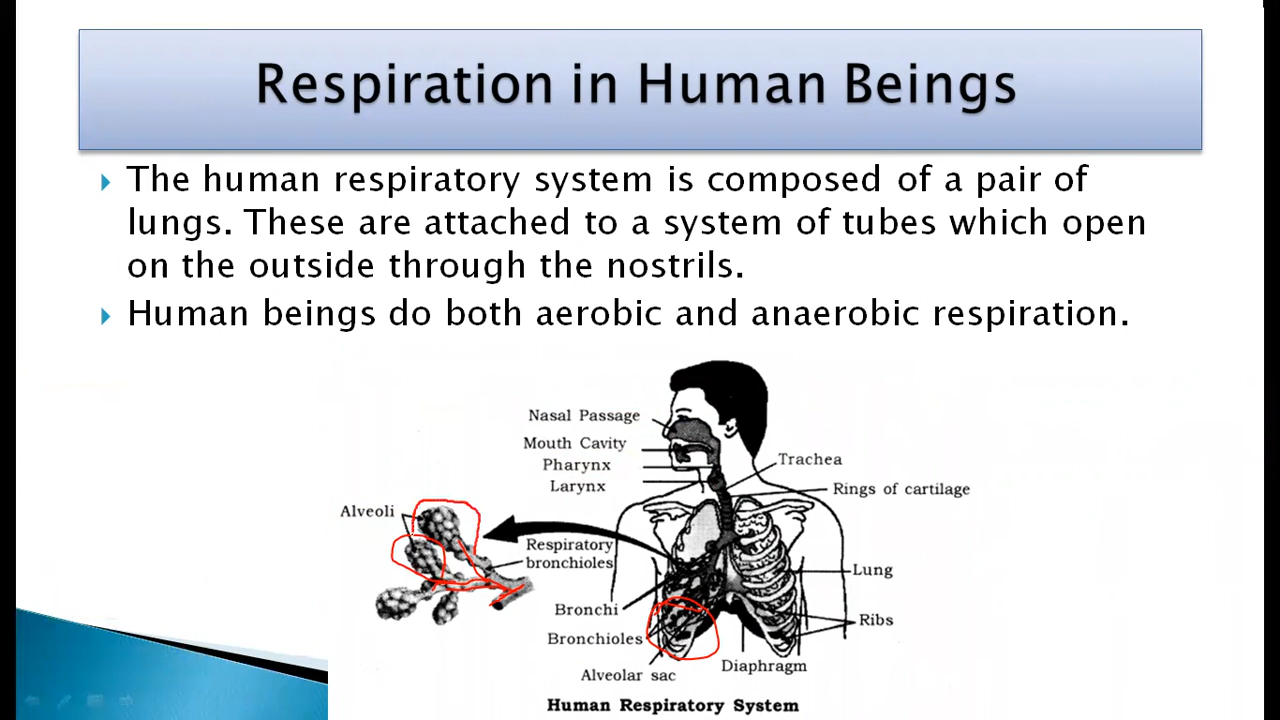 Respiration in Human Beings
The human respiratory system is composed of a pair of
lungs. These are attached to a system of tubes which open
on the outside through the nostrils.
Human beings do both aerobic and anaerobic respiration.
Nasal Passage
Mouth Cavity
Pharynx
Larynx
Trachea
Rings of cartilage
Alveoli
Respiratory
bronchioles
Lung
Bronchi
Ribs
Bronchioles
Diaphragm
Alveolar sac
Human Respiratory System